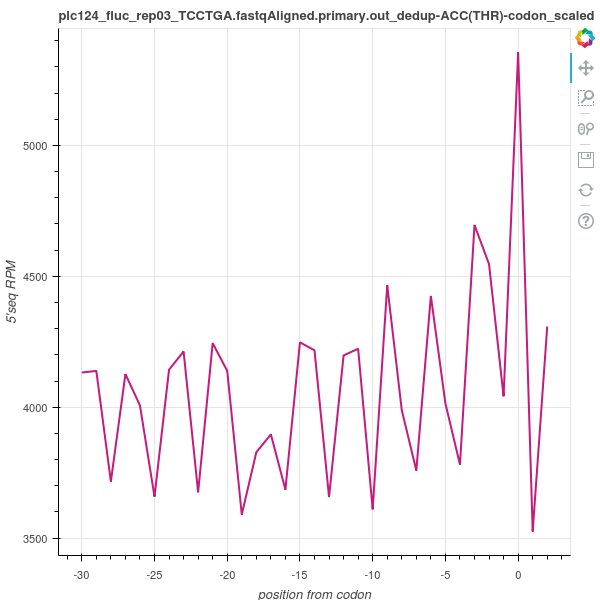 plc124_fluc_rep03_TCCTGA.fastqAligned.primary.out_dedup-ACC(THR)-codon_scaled
5000
4500
4000
3500
5'seq RPM
-30 -25 -20 -15 -10 -5 0
position from codon